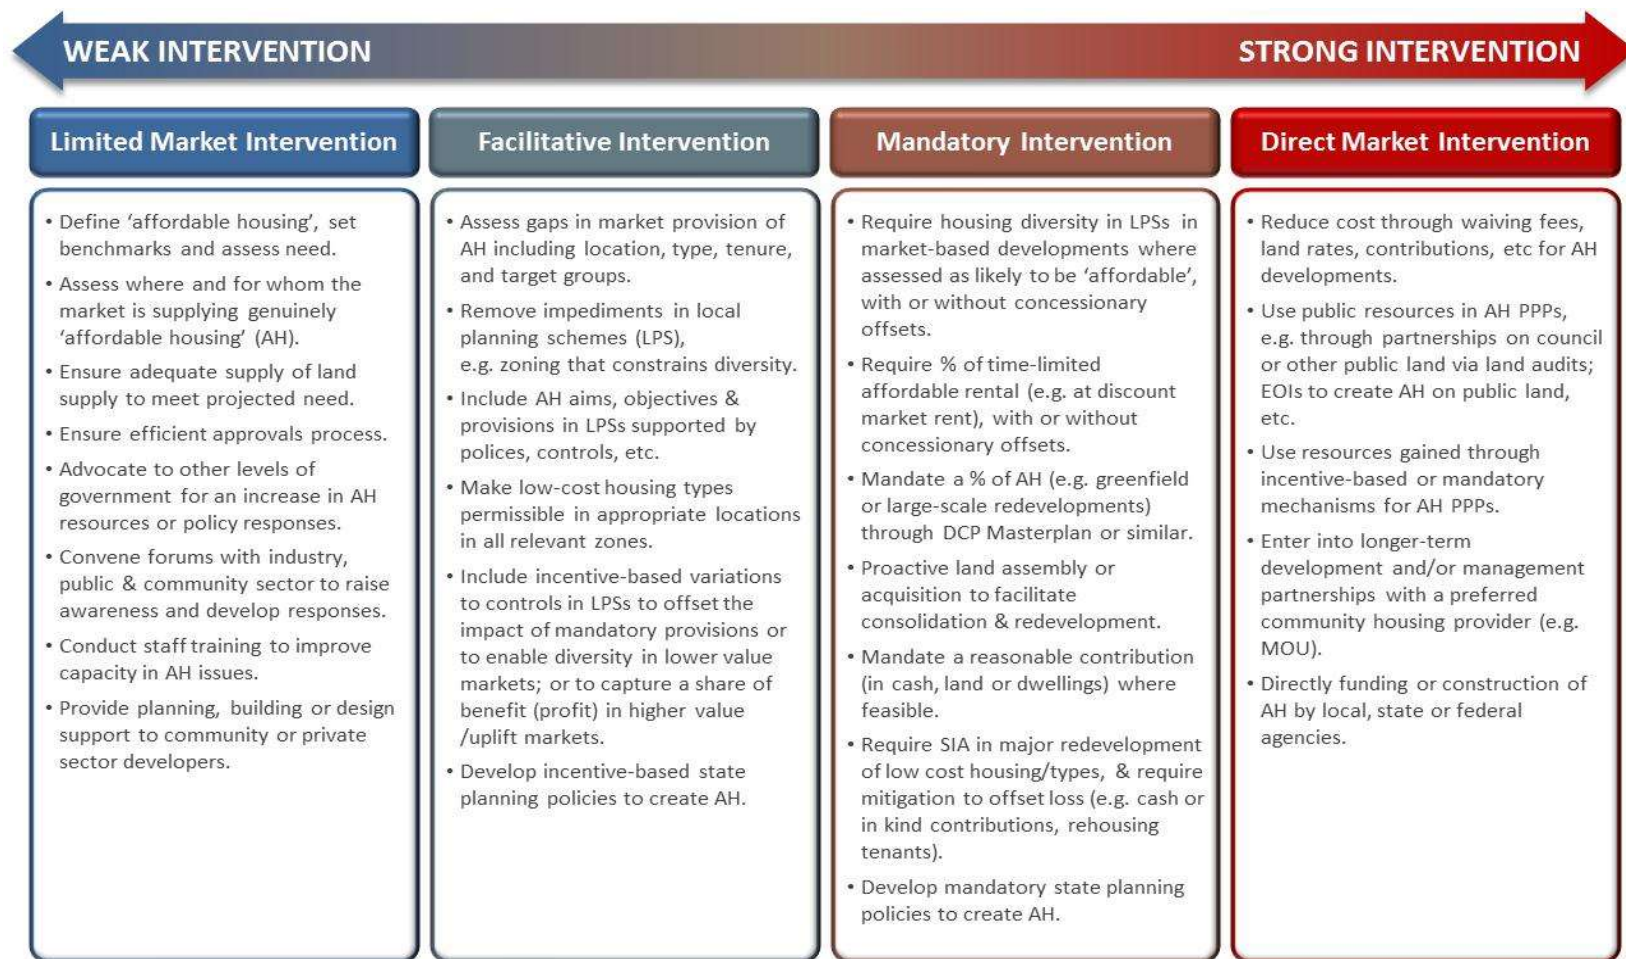 WEAK INTERVENTION
STRONG INTERVENTION
Limited Market Intervention
• Define ‘affordable housing’, set
benchmarks and assess need.
• Assess where and for whom the
market is supplying genuinely
‘affordable housing’ (AH).
• Ensure adequate supply of land
supply to meet projected need.
• Ensure efficient approvals process.
• Advocate to other levels of
government for an increase in AH
resources or policy responses.
• Convene forums with industry,
public & community sector to raise
awareness and develop responses.
• Conduct staff training to improve
capacity in AH issues.
• Provide planning, building or design
support to community or private
sector developers.
Facilitative Intervention
• Assess gaps in market provision of
AH including location, type, tenure,
and target groups.
• Remove impediments in local
planning schemes (LPS),
e.g. zoning that constrains diversity.
• Include AH aims, objectives &
provisions in LPSs supported by
polices, controls, etc.
• Make low-cost housing types
permissible in appropriate locations
in all relevant zones.
• Include incentive-based variations
to controls in LPSs to offset the
impact of mandatory provisions or
to enable diversity in lower value
markets; or to capture a share of
benefit (profit) in higher value
/uplift markets.
• Develop incentive-based state
planning policies to create AH.
Mandatory Intervention
• Require housing diversity in LPSs in
market-based developments where
assessed as likely to be ‘affordable’,
with or without concessionary
offsets.
• Require % of time-limited
affordable rental (e.g. at discount
market rent), with or without
concessionary offsets.
• Mandate a % of AH (e.g. greenfield
or large-scale redevelopments)
through DCP Masterplan or similar.
• Proactive land assembly or
acquisition to facilitate
consolidation & redevelopment.
• Mandate a reasonable contribution
(in cash, land or dwellings) where
feasible.
• Require SIA in major redevelopment
of low cost housing/types, & require
mitigation to offset loss (e.g. cash or
in kind contributions, rehousing
tenants).
• Develop mandatory state planning
policies to create AH.
Direct Market Intervention
• Reduce cost through waiving fees,
land rates, contributions, etc for AH
developments.
• Use public resources in AH PPPs,
e.g. through partnerships on council
or other public land via land audits;
EOIs to create AH on public land,
etc.
• Use resources gained through
incentive-based or mandatory
mechanisms for AH PPPs.
• Enter into longer-term
development and/or management
partnerships with a preferred
community housing provider (e.g.
MOU).
• Directly funding or construction of
AH by local, state or federal
agencies.